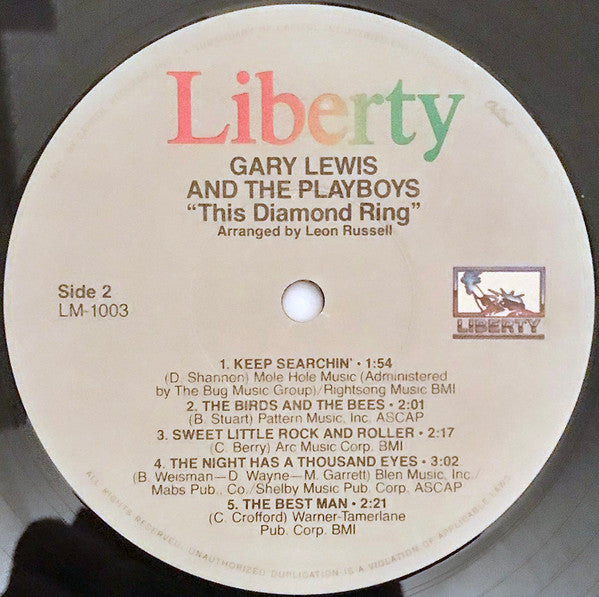 Liberty
GARY LEWIS
AND THE PLAYBOYS
“This Diamond Ring”
Arranged by Leon Russell
Side 2
LM-1003
LIBERTY
1. KEEP SEARCHIN' • 1:54
(D. Shannon) Mole Hole Music (Administered
by The Bug Music Group)/Rightsong Music BMI
2. THE BIRDS AND THE BEES • 2:01
(B. Stuart) Pattern Music, Inc. ASCAP
3. SWEET LITTLE ROCK AND ROLLER • 2:17
(C. Berry) Arc Music Corp. BMI
4. THE NIGHT HAS A THOUSAND EYES • 3:02
(B. Weisman—D. Wayne—M. Garrett) Blen Music, Inc./
Mabs Pub., Co./Shelby Music Pub. Corp. ASCAP
5. THE BEST MAN • 2:21
(C. Crofford) Warner-Tamerlane
Pub. Corp. BMI
ALL RIGHTS RESERVED. UNAUTHORIZED DUPLICATION IS A VIOLATION OF APPLICABLE LAWS